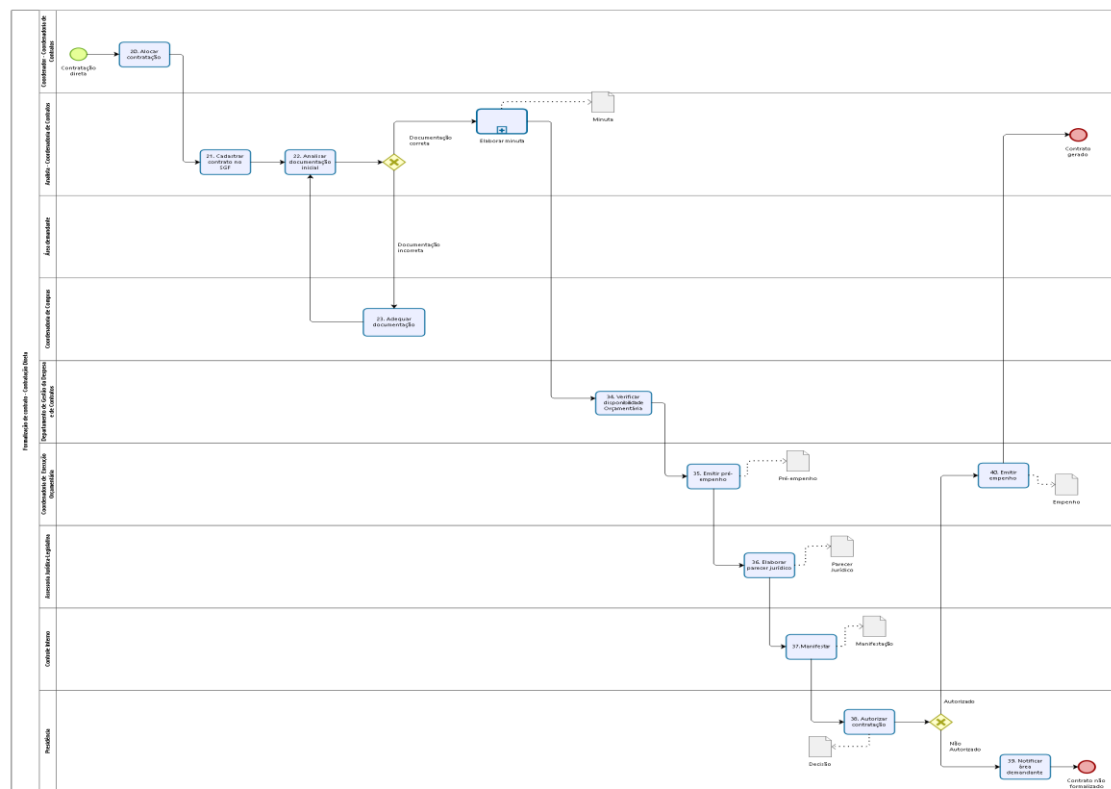 Formalização de contrato - Contratação Direta
Coordenador - Coordenadoria de
Contratos
Contratação
direta
20. Alocar
contratação
Analista - Coordenadoria de Contratos
21. Cadastrar
contrato no
SGF
22. Analisar
documentação
inicial
Documentação
correta
Elaborar minuta
Minuta
Contrato
gerado
Área demandante
Documentação
incorreta
Coordenadoria de Compras
23. Adequar
documentação
Departamento de Gestão da Despesa
e de Contratos
34. Verificar
disponibilidade
Orçamentária
Coordenadoria de Execução
Orçamentária
35. Emitir pré-
empenho
Pré-empenho
40. Emitir
empenho
Empenho
Assessoria Jurídica Legislativa
36. Elaborar
parecer jurídico
Parecer
Jurídico
Controle Interno
37.Manifestar
Manifestação
Presidência
38. Autorizar
contratação
Decisão
Autorizado
Não
Autorizado
39. Notificar
área
demandante
Contrato não
formalizado